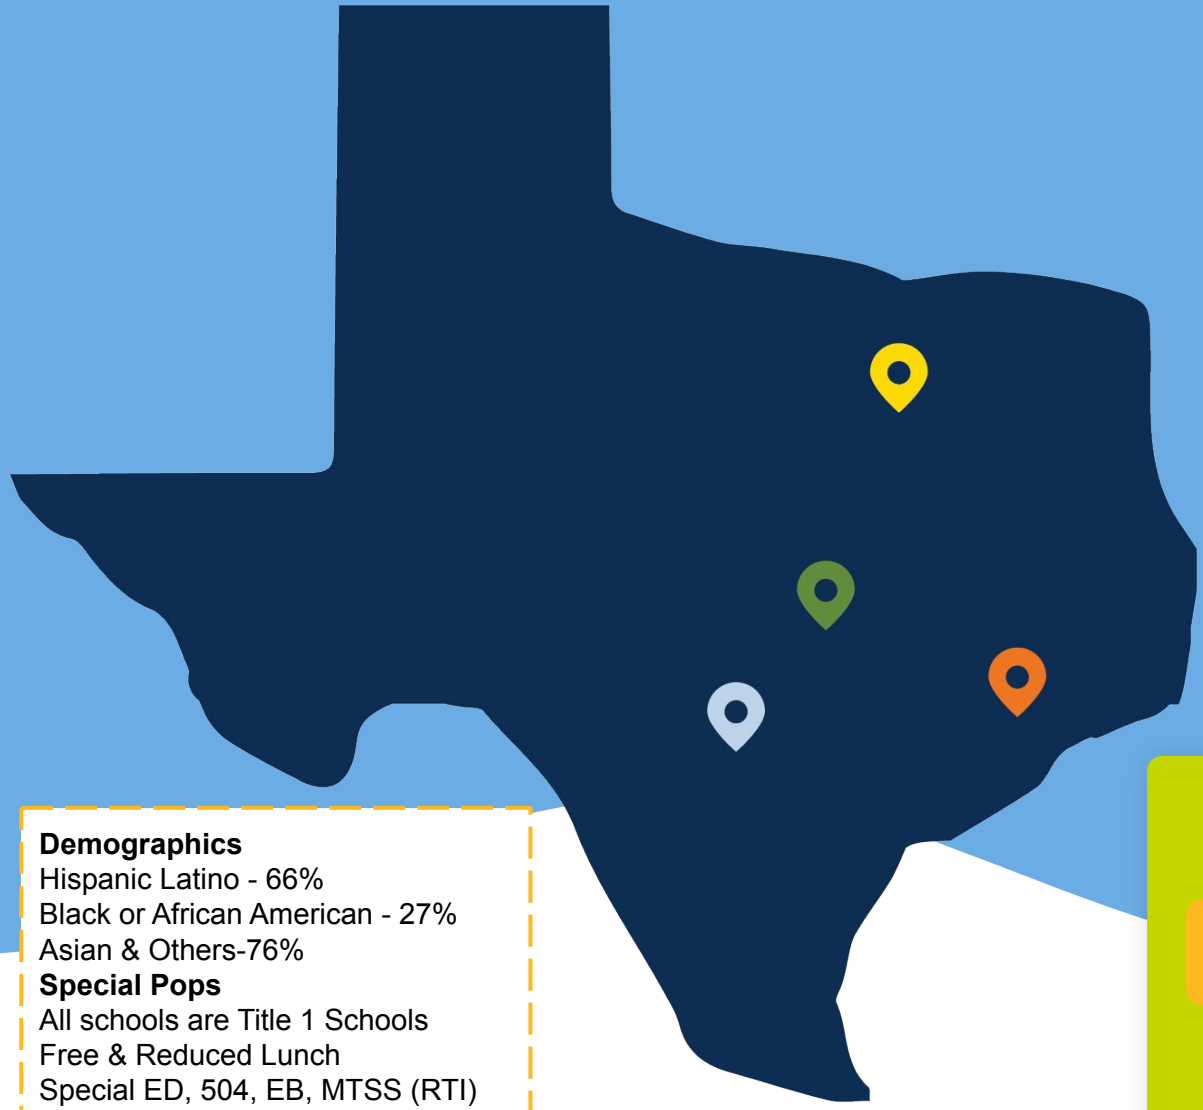 Demographics
Hispanic Latino - 66%
Black or African American - 27%
Asian & Others-76%
Special Pops
All schools are Title 1 Schools
Free & Reduced Lunch
Special ED, 504, EB, MTSS (RTI)